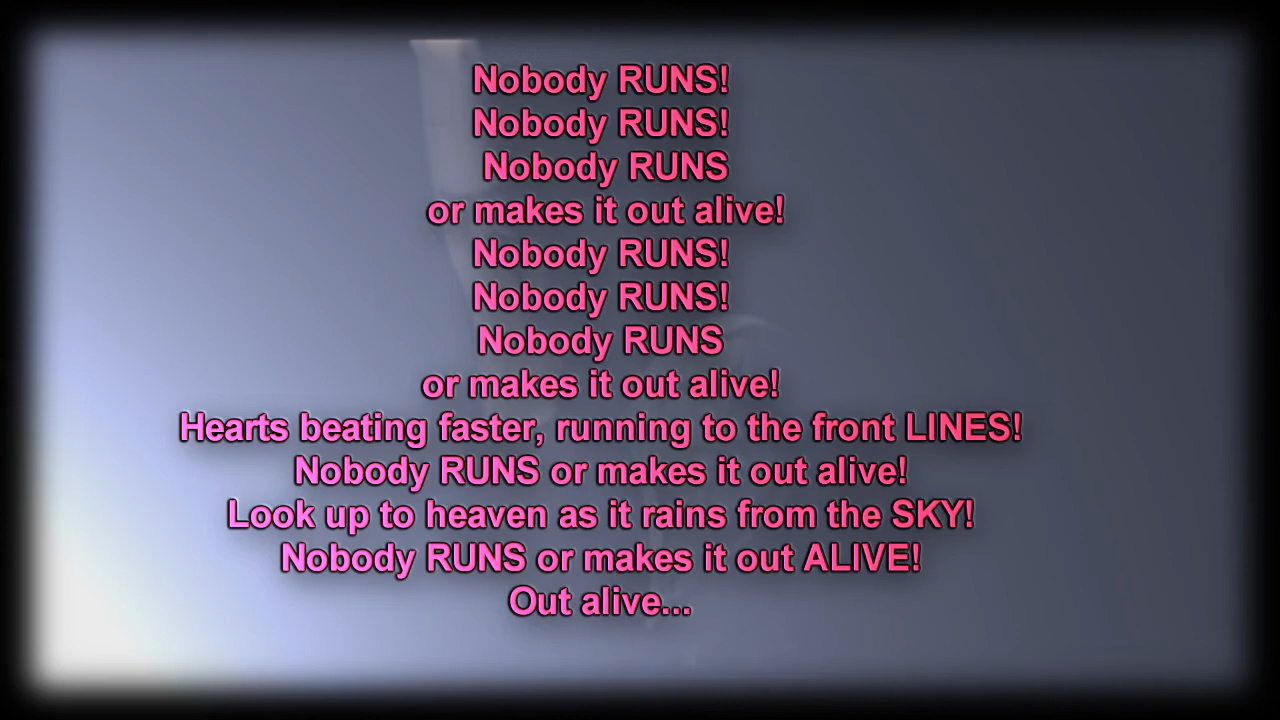 Nobody RUNS!
Nobody RUNS!
Nobody RUNS
or makes it out alive!
Nobody RUNS!
Nobody RUNS!
Nobody RUNS
or makes it out alive!
Hearts beating faster, running to the front LINES!
Nobody RUNS or makes it out alive!
Look up to heaven as it rains from the SKY!
Nobody RUNS or makes it out ALIVE!
Out alive...